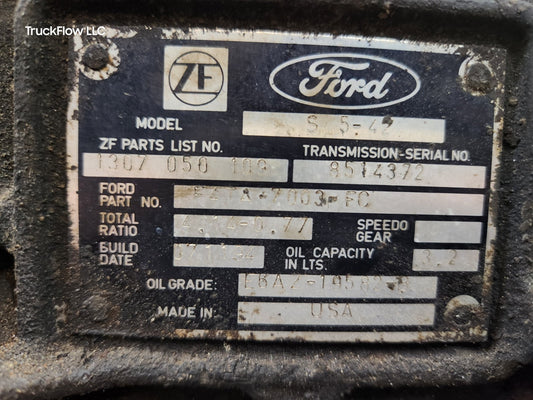 TruckFlow LLC
ZF Ford
MODEL S 5-42
ZF PARTS LIST NO. TRANSMISSION-SERIAL NO.
1307 050 109 8514372
FORD PART NO. 7003-FC
TOTAL RATIO SPEEDO GEAR
BUILD DATE OIL CAPACITY IN LTS. 3.2
OIL GRADE:
MADE IN: USA